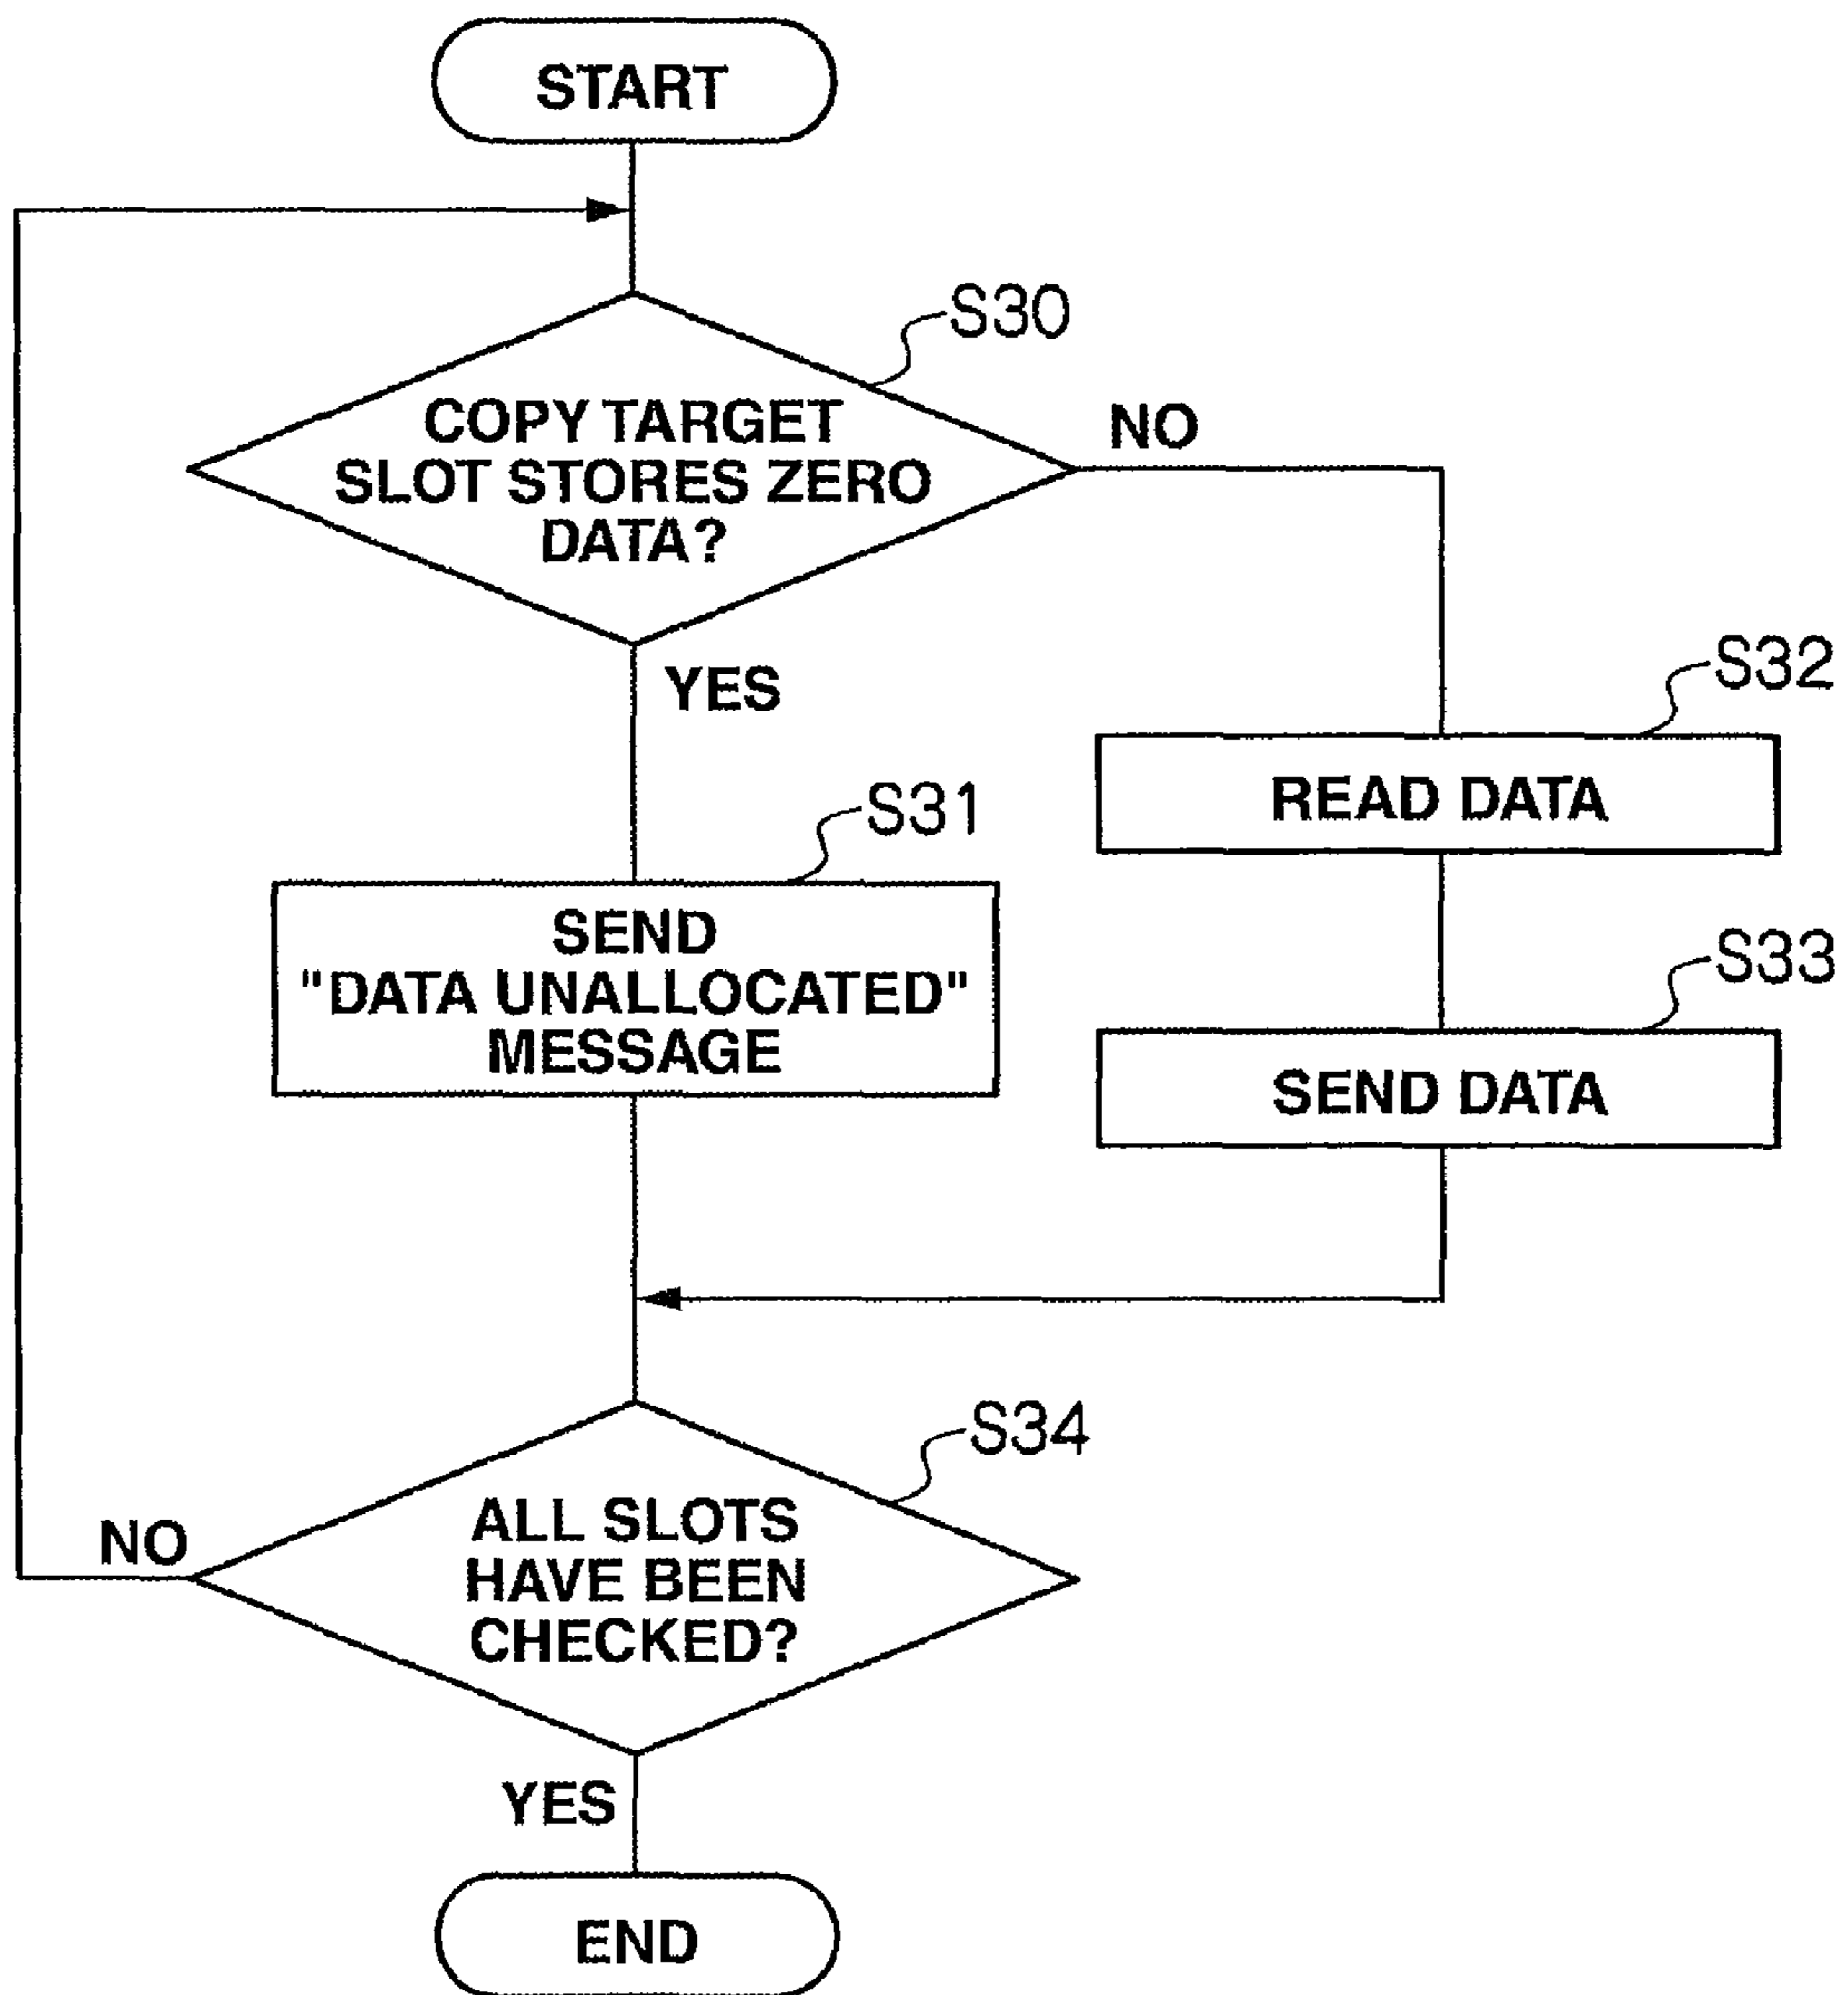 START
S30
COPY TARGET
SLOT STORES ZERO
DATA?
NO
YES
S32
READ DATA
S31
SEND
"DATA UNALLOCATED"
MESSAGE
S33
SEND DATA
S34
ALL SLOTS
HAVE BEEN
CHECKED?
NO
YES
END